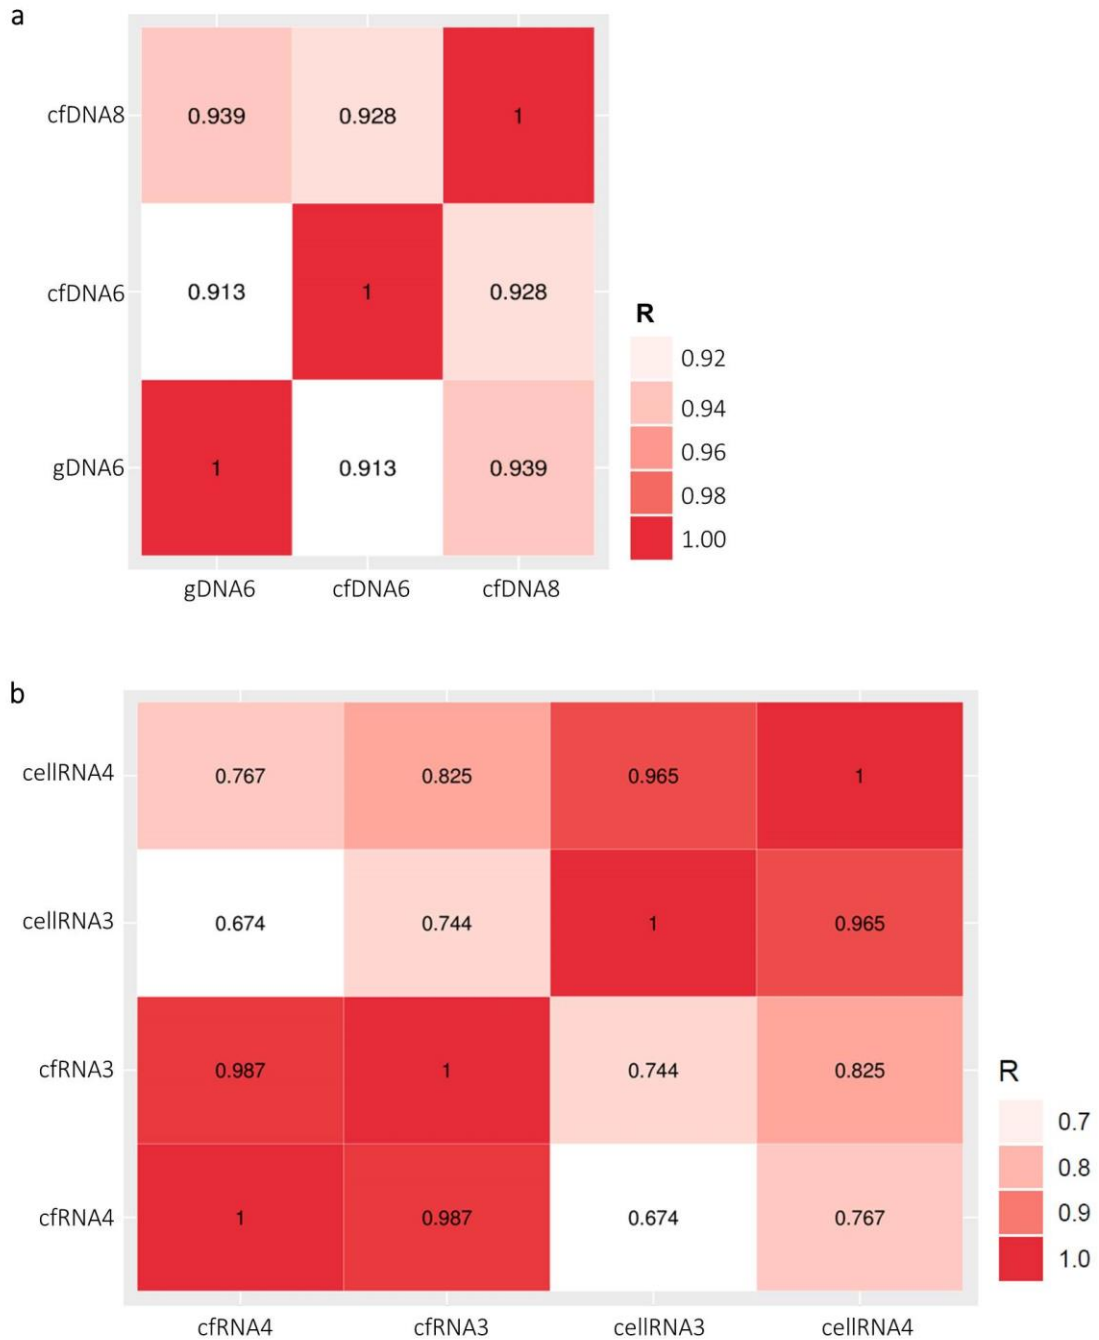 a
cfDNA8 0.939 0.928 1
cfDNA6 0.913 1 0.928
gDNA6 1 0.913 0.939
gDNA6 cfDNA6 cfDNA8
R
0.92
0.94
0.96
0.98
1.00
b
cellRNA4 0.767 0.825 0.965 1
cellRNA3 0.674 0.744 1 0.965
cfRNA3 0.987 1 0.744 0.825
cfRNA4 1 0.987 0.674 0.767
cfRNA4 cfRNA3 cellRNA3 cellRNA4
R
0.7
0.8
0.9
1.0